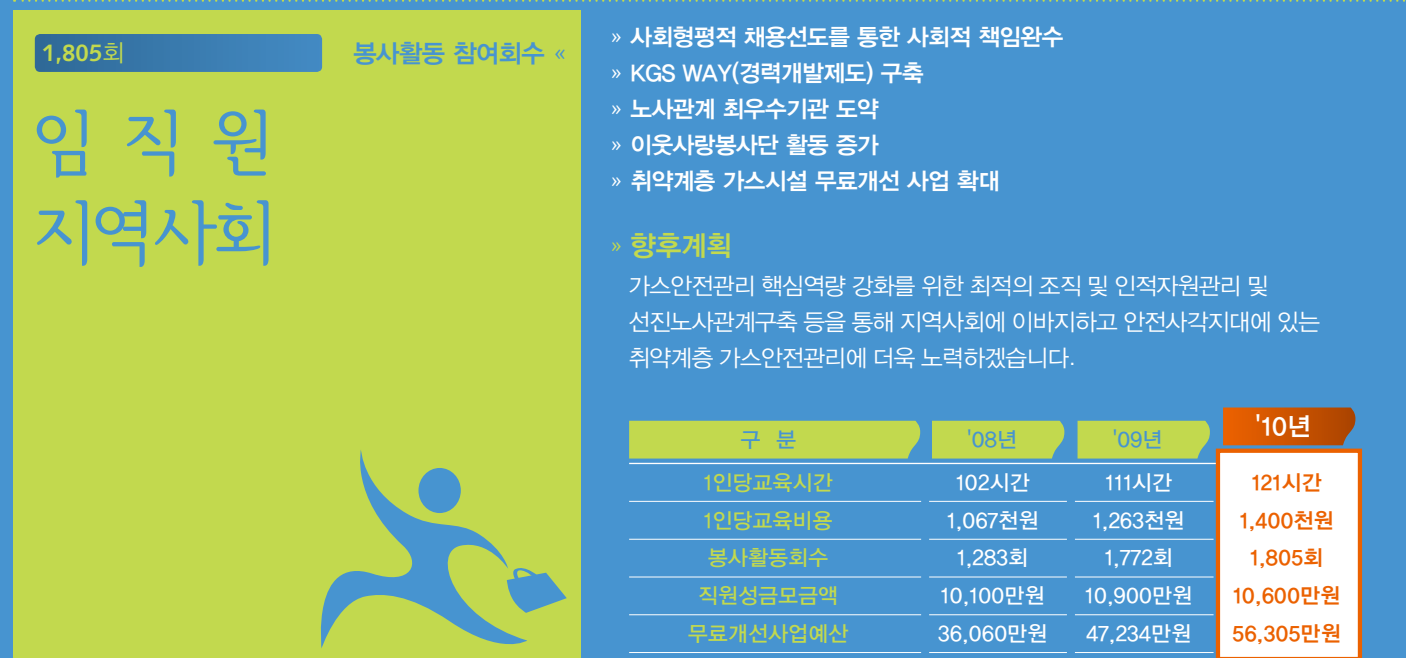 1,805회 봉사활동 참여회수 «
임 직 원
지역사회
» 사회형평적 채용선도를 통한 사회적 책임완수
» KGS WAY(경력개발제도) 구축
» 노사관계 최우수기관 도약
» 이웃사랑봉사단 활동 증가
» 취약계층 가스시설 무료개선 사업 확대
» 향후계획
가스안전관리 핵심역량 강화를 위한 최적의 조직 및 인적자원관리 및
선진노사관계구축 등을 통해 지역사회에 이바지하고 안전사각지대에 있는
취약계층 가스안전관리에 더욱 노력하겠습니다.
구 분 '08년 '09년 '10년
1인당교육시간 102시간 111시간 121시간
1인당교육비용 1,067천원 1,263천원 1,400천원
봉사활동회수 1,283회 1,772회 1,805회
직원성금모금액 10,100만원 10,900만원 10,600만원
무료개선사업예산 36,060만원 47,234만원 56,305만원